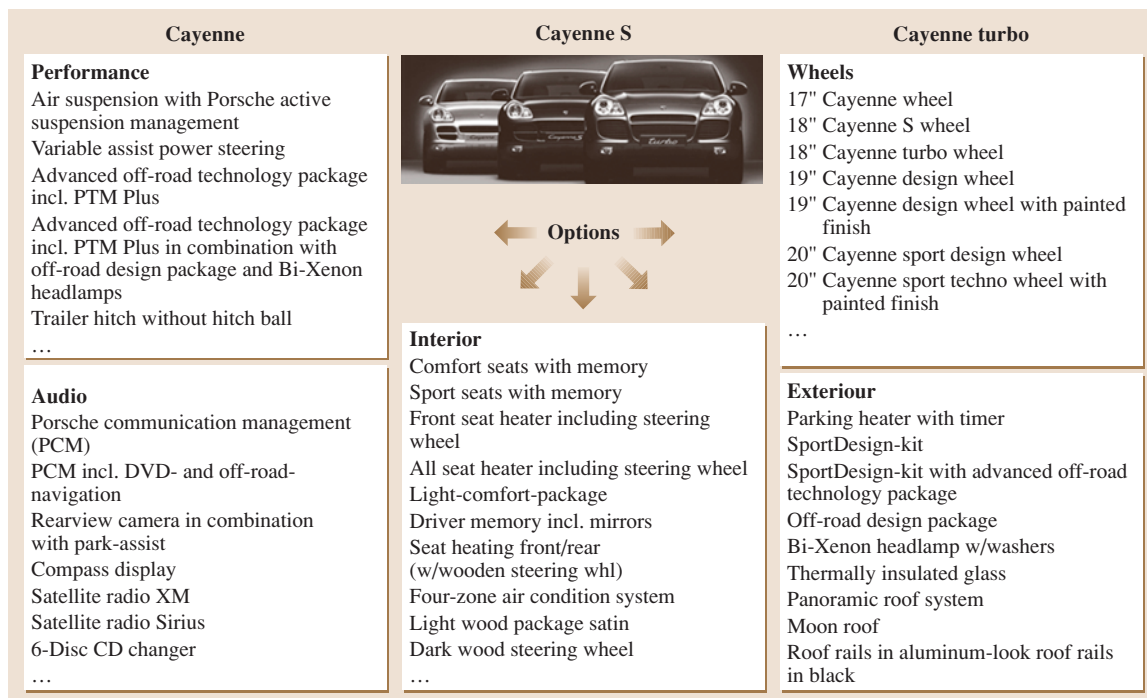 Cayenne
Cayenne S
Cayenne turbo
Performance
Air suspension with Porsche active
suspension management
Variable assist power steering
Advanced off-road technology package
incl. PTM Plus
Advanced off-road technology package
incl. PTM Plus in combination with
off-road design package and Bi-Xenon
headlamps
Trailer hitch without hitch ball
…
Audio
Porsche communication management
(PCM)
PCM incl. DVD- and off-road-
navigation
Rearview camera in combination
with park-assist
Compass display
Satellite radio XM
Satellite radio Sirius
6-Disc CD changer
…
Cayenne S
turbo
Options
Interior
Comfort seats with memory
Sport seats with memory
Front seat heater including steering
wheel
All seat heater including steering wheel
Light-comfort-package
Driver memory incl. mirrors
Seat heating front/rear
(w/wooden steering whl)
Four-zone air condition system
Light wood package satin
Dark wood steering wheel
…
Wheels
17" Cayenne wheel
18" Cayenne S wheel
18" Cayenne turbo wheel
19" Cayenne design wheel
19" Cayenne design wheel with painted
finish
20" Cayenne sport design wheel
20" Cayenne sport techno wheel with
painted finish
…
Exteriour
Parking heater with timer
SportDesign-kit
SportDesign-kit with advanced off-road
technology package
Off-road design package
Bi-Xenon headlamp w/washers
Thermally insulated glass
Panoramic roof system
Moon roof
Roof rails in aluminum-look roof rails
in black